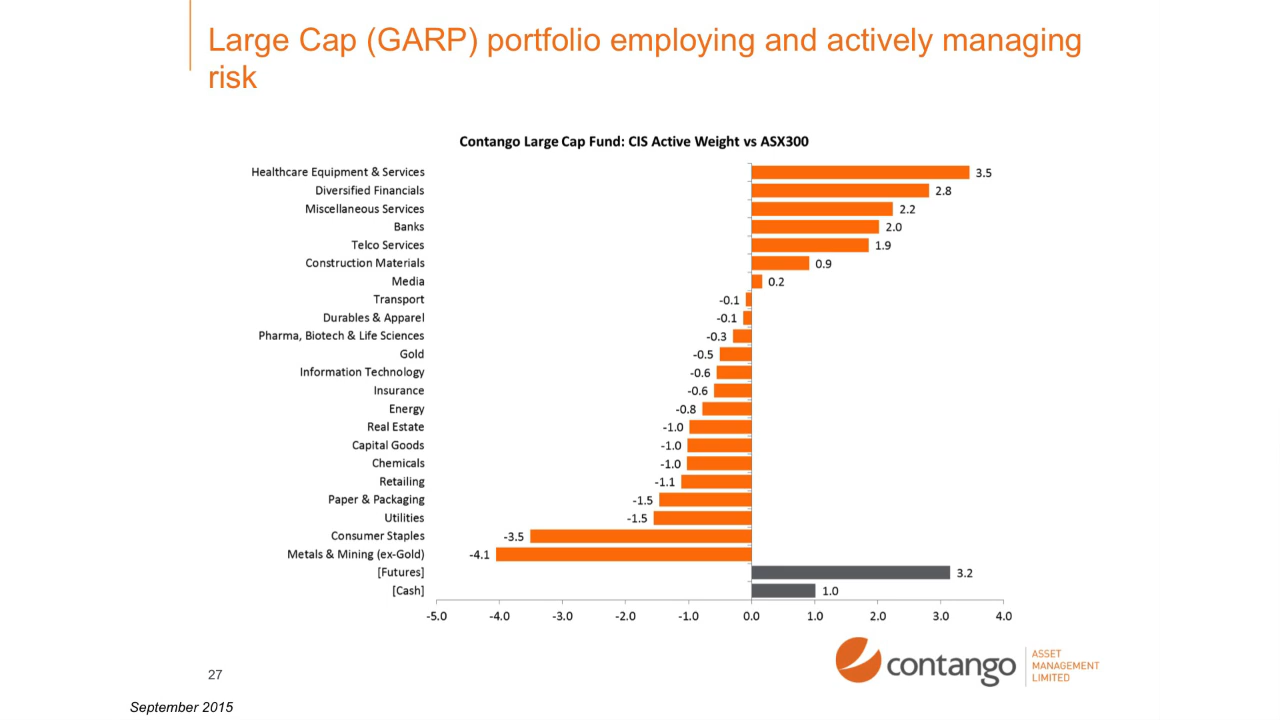 Large Cap (GARP) portfolio employing and actively managing
risk
Contango Large Cap Fund: CIS Active Weight vs ASX300
Healthcare Equipment & Services 3.5
Diversified Financials 2.8
Miscellaneous Services 2.2
Banks 2.0
Telco Services 1.9
Construction Materials 0.9
Media 0.2
Transport -0.1
Durables & Apparel -0.1
Pharma, Biotech & Life Sciences -0.3
Gold -0.5
Information Technology -0.6
Insurance -0.6
Energy -0.8
Real Estate -1.0
Capital Goods -1.0
Chemicals -1.0
Retailing -1.1
Paper & Packaging -1.5
Utilities -1.5
Consumer Staples -3.5
Metals & Mining (ex-Gold) -4.1
[Futures] 3.2
[Cash] 1.0
-5.0 -4.0 -3.0 -2.0 -1.0 0.0 1.0 2.0 3.0 4.0
contango
ASSET
MANAGEMENT
LIMITED
27
September 2015